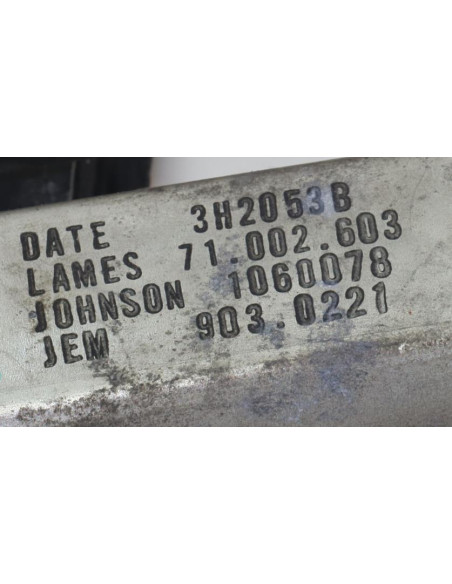 DATE 3H2053B
LAMES 71.002.603
JOHNSON 1060078
JEM 903.0221